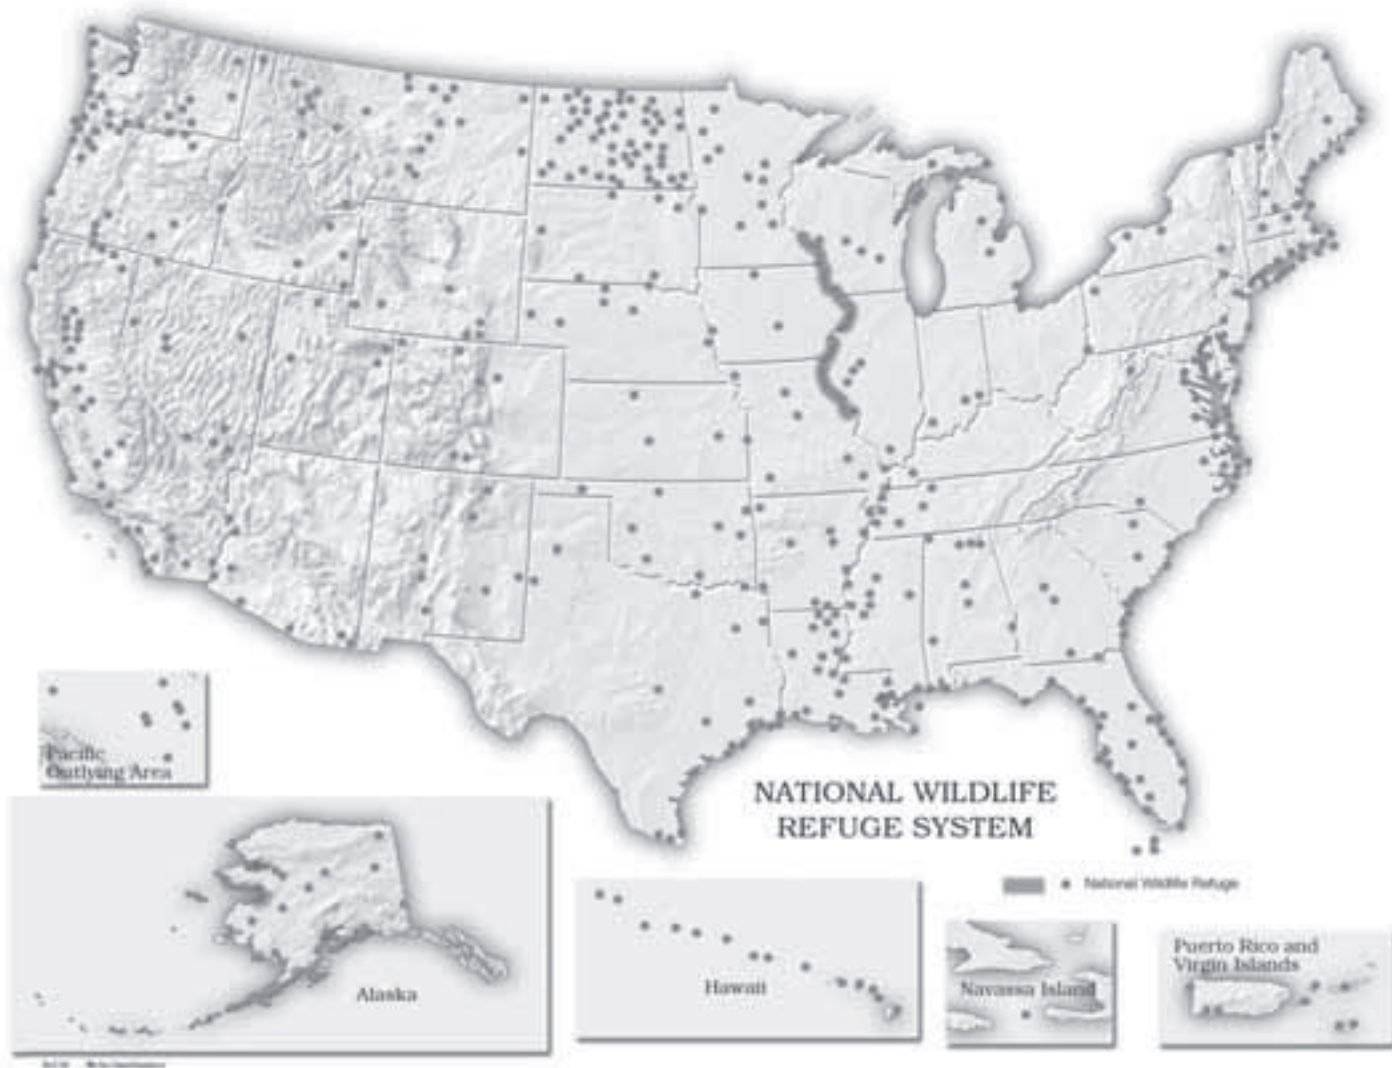 NATIONAL WILDLIFE
REFUGE SYSTEM
National Wildlife Refuge
Pacific
Outlying Area
Alaska
Hawaii
Navassa Island
Puerto Rico and
Virgin Islands